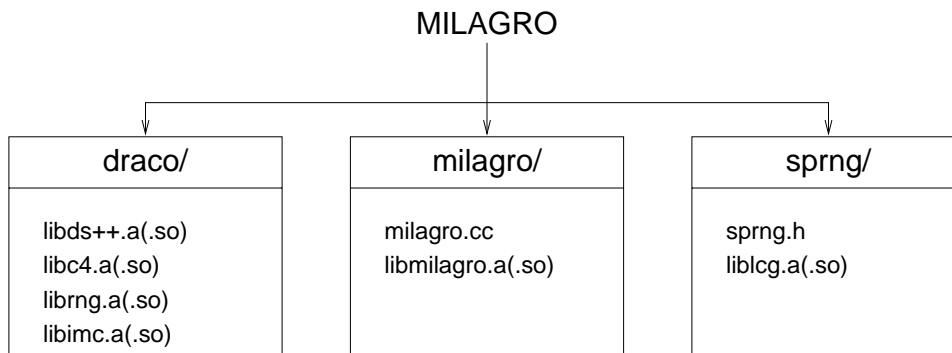 MILAGRO
draco/
libds++.a(.so)
libc4.a(.so)
librng.a(.so)
libimc.a(.so)
milagro/
milagro.cc
libmilagro.a(.so)
sprng/
sprng.h
liblcg.a(.so)